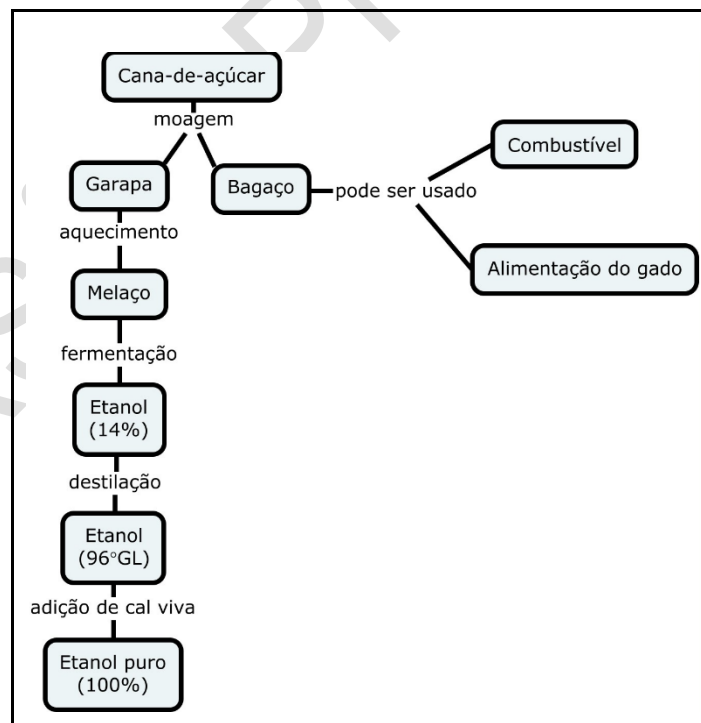 Cana-de-açúcar
moagem
Combustível
Garapa
Bagaço
pode ser usado
aquecimento
Alimentação do gado
Melaço
fermentação
Etanol
(14%)
destilação
Etanol
(96°GL)
adição de cal viva
Etanol puro
(100%)